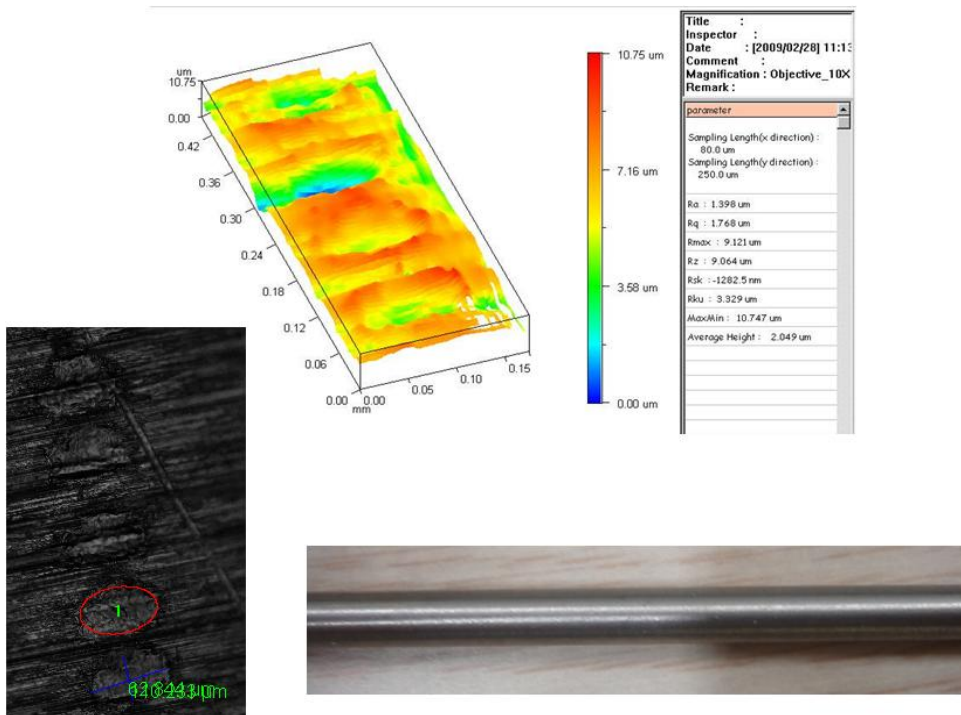 um
10.75
0.00
0.42
0.36
0.30
0.24
0.18
0.12
0.06
0.00
mm
0.00
0.05
0.10
0.15
10.75 um
7.16 um
3.58 um
0.00 um
Title :
Inspector :
Date : [2009/02/28] 11:13
Comment :
Magnification : Objective_10X
Remark :
parameter
Sampling Length(x direction) :
80.0 um
Sampling Length(y direction) :
250.0 um
Ra : 1.398 um
Rq : 1.768 um
Rmax : 9.121 um
Rz : 9.064 um
Rsk :-1282.5 nm
Rku : 3.329 um
MaxMin : 10.747 um
Average Height : 2.049 um
1